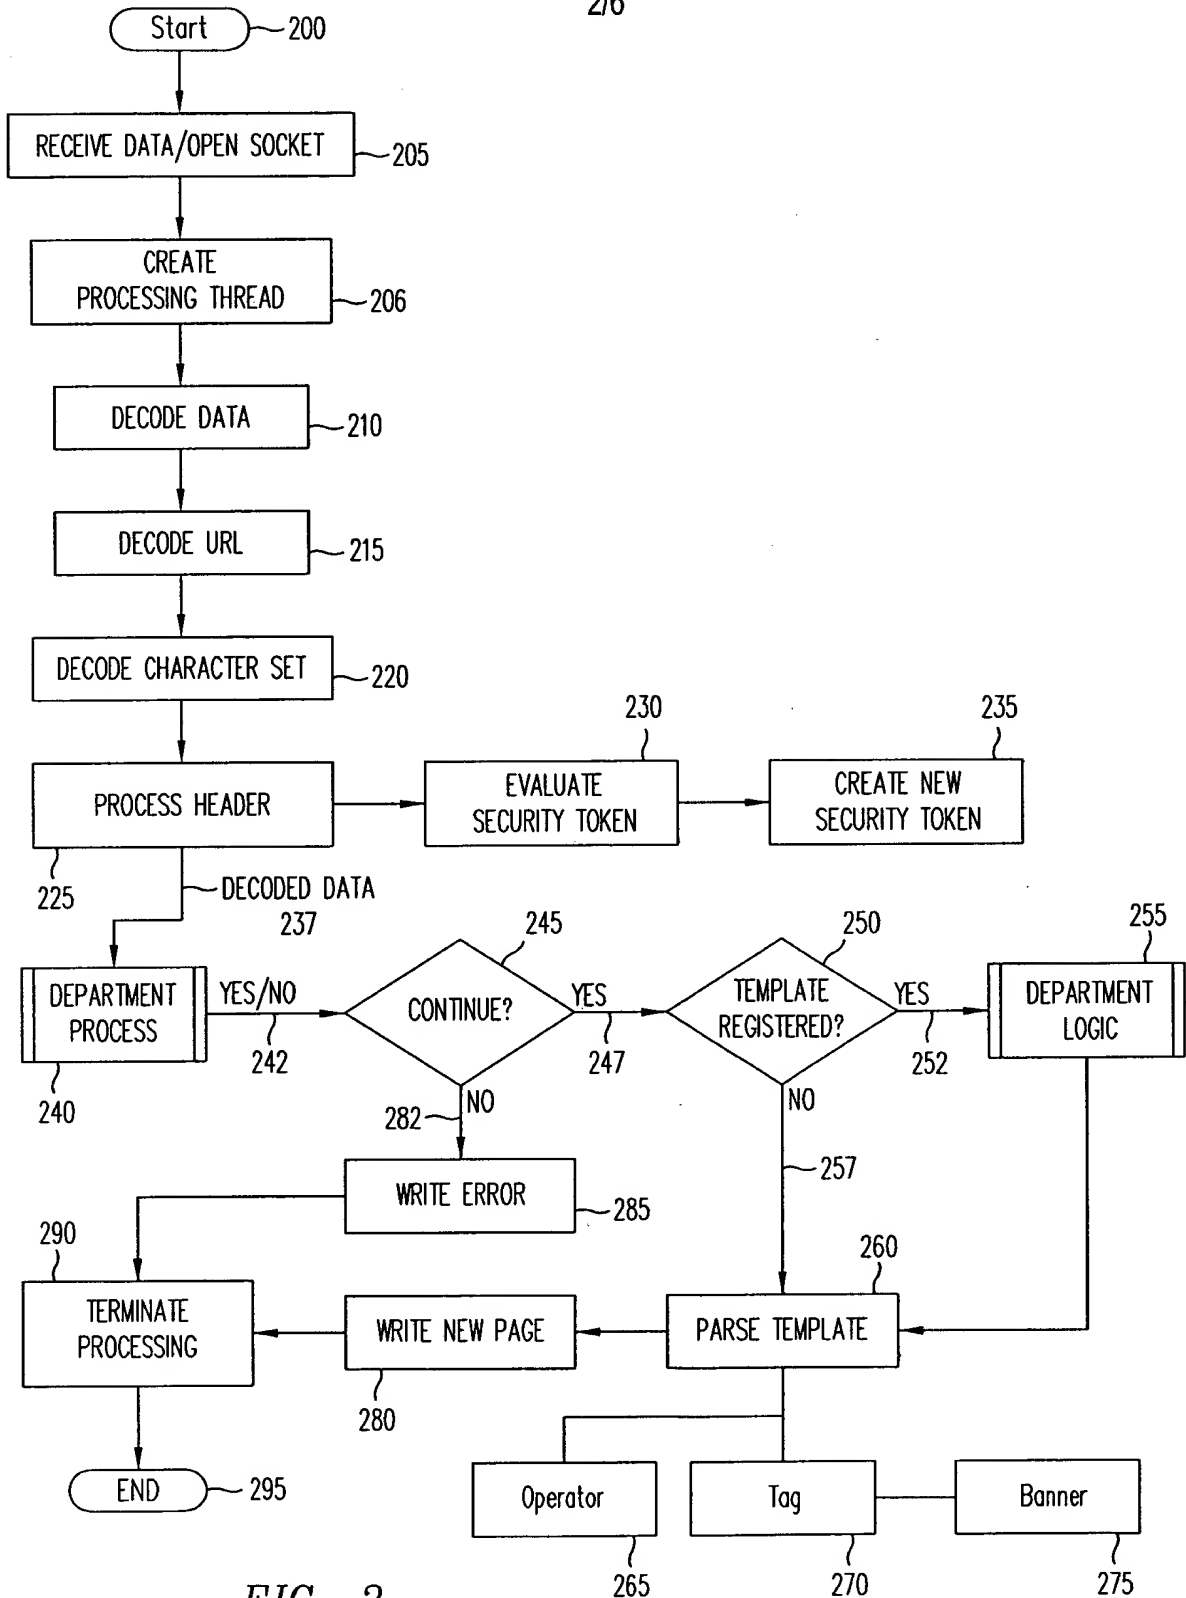 2/6
Start
200
RECEIVE DATA/OPEN SOCKET
205
CREATE
PROCESSING THREAD
206
DECODE DATA
210
DECODE URL
215
DECODE CHARACTER SET
220
230
235
PROCESS HEADER
EVALUATE
SECURITY TOKEN
CREATE NEW
SECURITY TOKEN
225
DECODED DATA
237
245
250
255
DEPARTMENT
PROCESS
YES/NO
242
CONTINUE?
YES
247
TEMPLATE
REGISTERED?
YES
252
DEPARTMENT
LOGIC
240
282
NO
NO
257
WRITE ERROR
285
290
260
TERMINATE
PROCESSING
WRITE NEW PAGE
PARSE TEMPLATE
280
END
295
Operator
Tag
Banner
265
270
275
FIG. 2